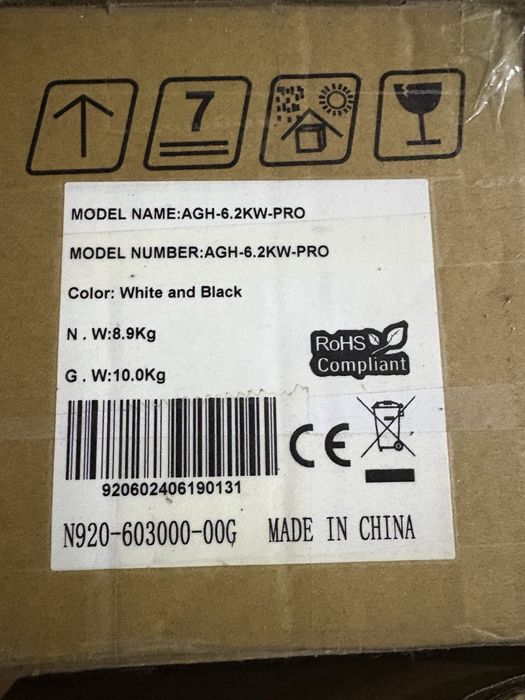 7
MODEL NAME:AGH-6.2KW-PRO
MODEL NUMBER:AGH-6.2KW-PRO
Color: White and Black
N . W:8.9Kg
G . W:10.0Kg
RoHS
Compliant
CE
920602406190131
N920-603000-00G MADE IN CHINA